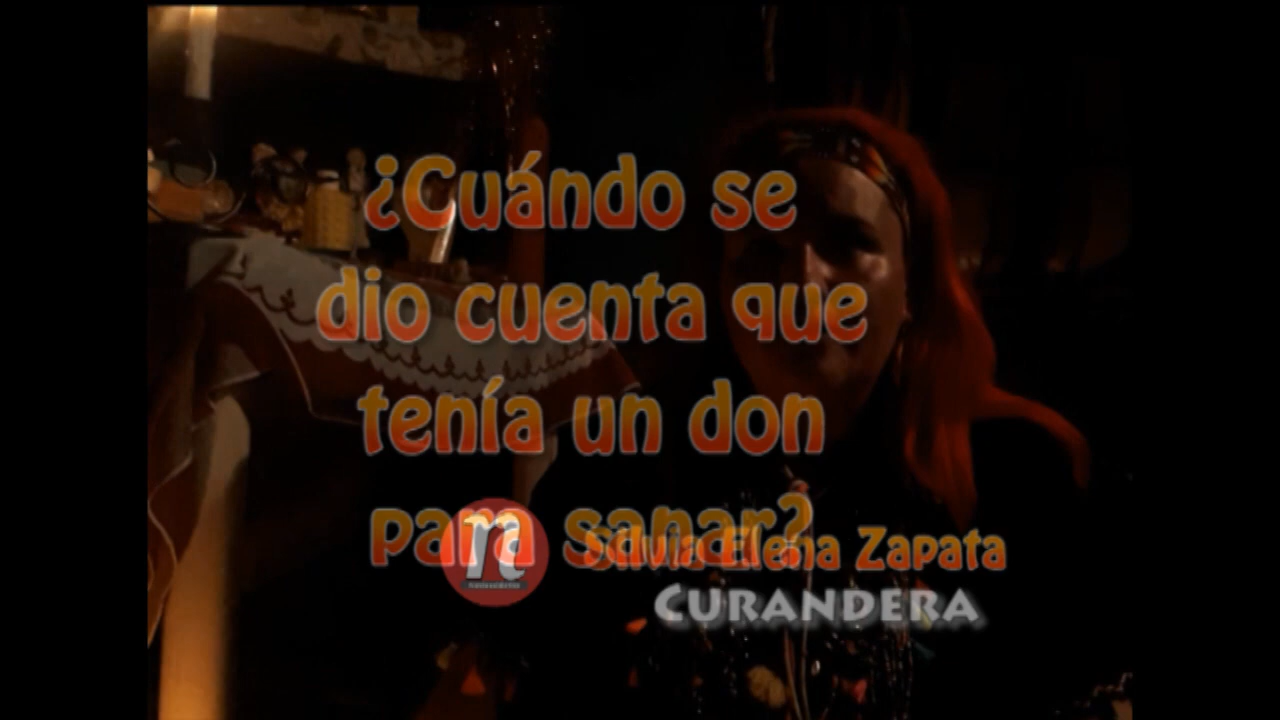 ¿Cuándo se
dio cuenta que
tenía un don
para sanar?
n
Silvia Elena Zapata
CURANDERA